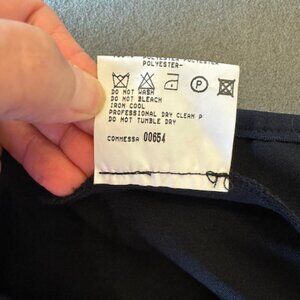 POLYESTER-
P
DO NOT WASH
DO NOT BLEACH
IRON COOL
PROFESSIONAL DRY CLEAN P
DO NOT TUMBLE DRY
COMMESSA 00654